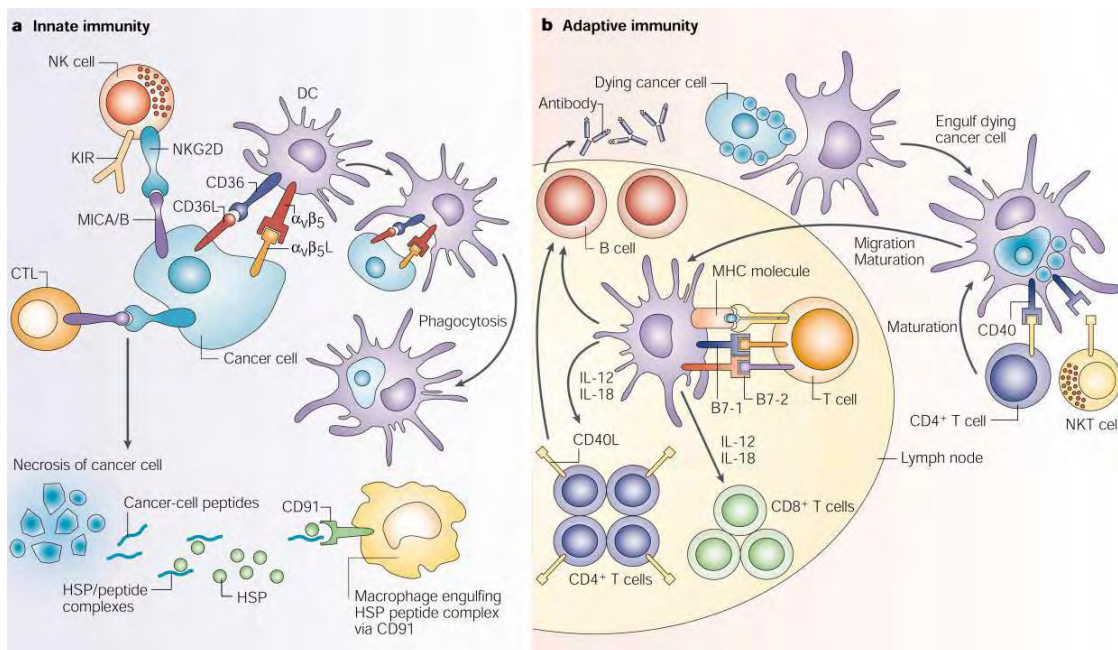 a Innate immunity
NK cell
DC
KIR
NKG2D
CD36
CD36L
MICA/B
αvβ5
αvβ5L
CTL
Cancer cell
Phagocytosis
Necrosis of cancer cell
Cancer-cell peptides
CD91
HSP/peptide
complexes
HSP
Macrophage engulfing
HSP peptide complex
via CD91
b Adaptive immunity
Dying cancer cell
Antibody
Engulf dying
cancer cell
B cell
Migration
Maturation
MHC molecule
Maturation
CD40
IL-12
IL-18
B7-1
B7-2
T cell
CD4+ T cell
NKT cel
CD40L
IL-12
IL-18
Lymph node
CD8+ T cells
CD4+ T cells